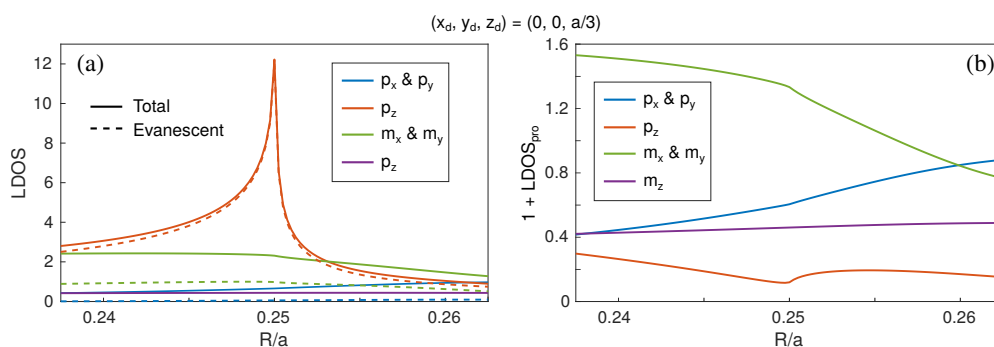 (x_d, y_d, z_d) = (0, 0, a/3)
(a)
LDOS
12
10
8
6
4
2
0
Total
Evanescent
p_x & p_y
p_z
m_x & m_y
p_z
0.24
0.25
0.26
R/a
(b)
1 + LDOS_pro
1.6
1.2
0.8
0.4
0
p_x & p_y
p_z
m_x & m_y
m_z
0.24
0.25
0.26
R/a